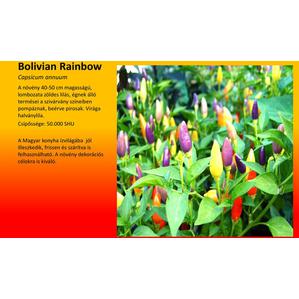 Bolivian Rainbow
Capsicum annuum
A növény 40-50 cm magasságú,
lombozata zöldes lilás, égnek álló
termései a szivárvány színeiben
pompáznak, beérve pirosak. Virága
halványlila.
Csípőssége: 50.000 SHU
A Magyar konyha ízvilágába jól
illeszkedik, frissen és szárítva is
felhasználható. A növény dekorációs
célokra is kiváló.